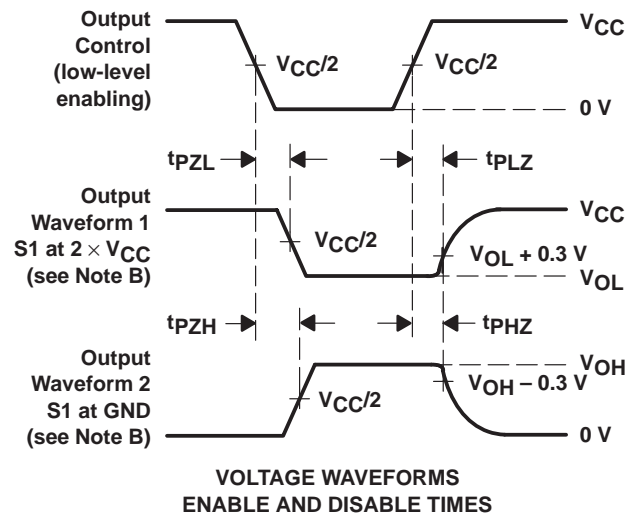 Output
Control
(low-level
enabling)
VCC
VCC/2
VCC/2
0 V
tPZL
tPLZ
Output
Waveform 1
S1 at 2 × VCC
(see Note B)
VCC
VCC/2
VOL + 0.3 V
VOL
tPZH
tPHZ
Output
Waveform 2
S1 at GND
(see Note B)
VOH
VOH – 0.3 V
VCC/2
0 V
VOLTAGE WAVEFORMS
ENABLE AND DISABLE TIMES